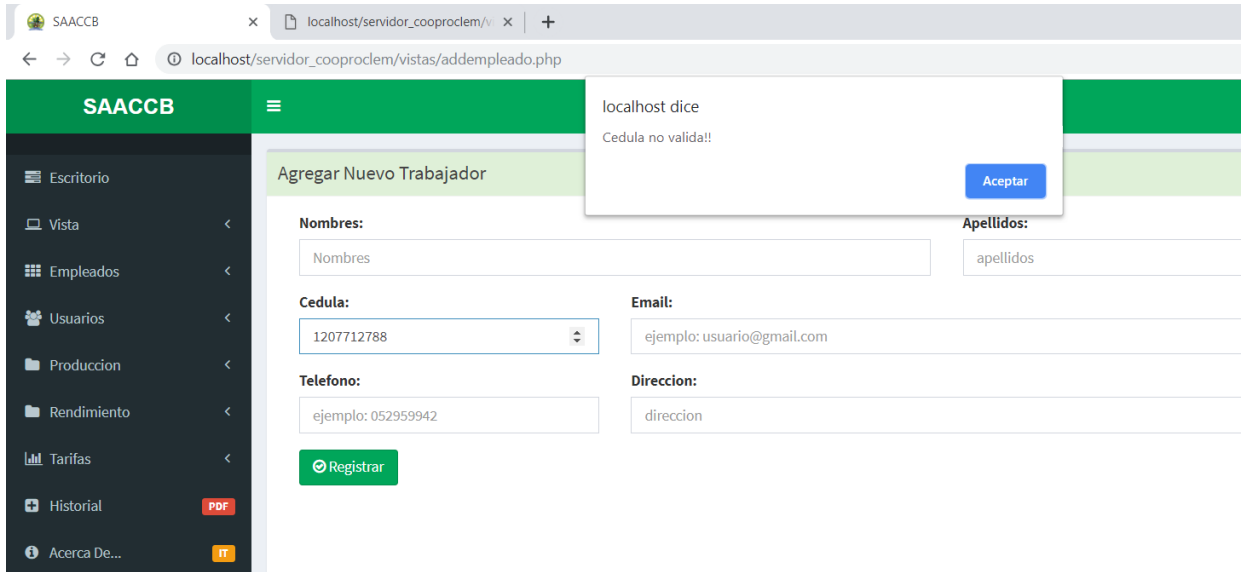 SAACCB
localhost/servidor_cooproclem/vi
localhost/servidor_cooproclem/vistas/addempleado.php
SAACCB
localhost dice
Cedula no valida!!
Aceptar
Escritorio
Vista
Empleados
Usuarios
Produccion
Rendimiento
Tarifas
Historial PDF
Acerca De... IT
Agregar Nuevo Trabajador
Nombres: Apellidos:
Nombres apellidos
Cedula: Email:
1207712788 ejemplo: usuario@gmail.com
Telefono: Direccion:
ejemplo: 052959942 direccion
Registrar